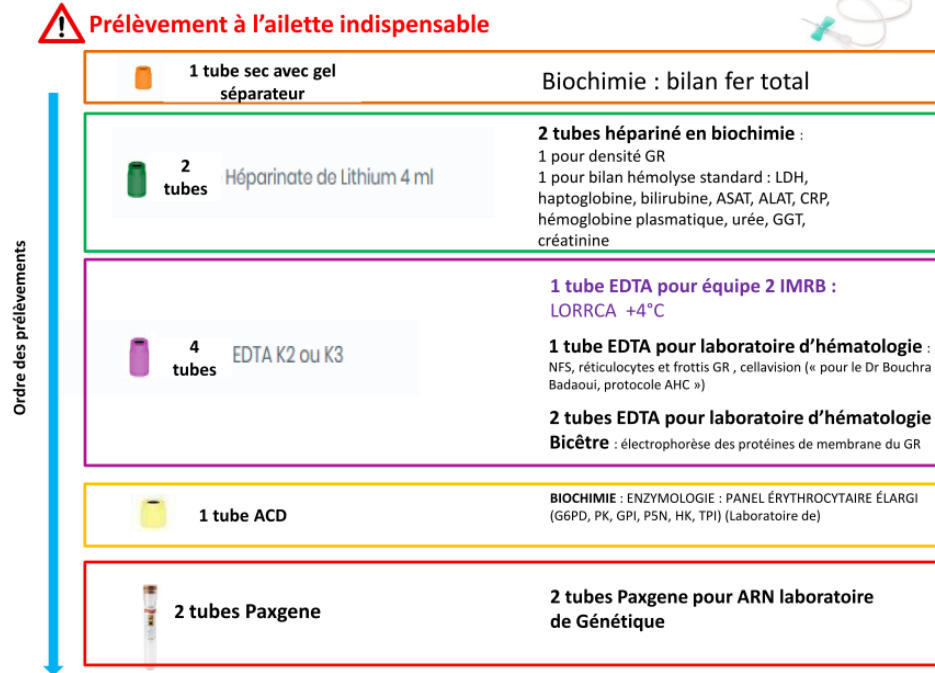 Prélèvement à l'ailette indispensable
Ordre des prélèvements
1 tube sec avec gel
séparateur
Biochimie : bilan fer total
2
tubes
Héparinate de Lithium 4 ml
2 tubes hépariné en biochimie :
1 pour densité GR
1 pour bilan hémolyse standard : LDH,
haptoglobine, bilirubine, ASAT, ALAT, CRP,
hémoglobine plasmatique, urée, GGT,
créatinine
4
tubes
EDTA K2 ou K3
1 tube EDTA pour équipe 2 IMRB :
LORRCA +4°C
1 tube EDTA pour laboratoire d'hématologie :
NFS, réticulocytes et frottis GR , cellavision (« pour le Dr Bouchra
Badaoui, protocole AHC »)
2 tubes EDTA pour laboratoire d'hématologie
Bicêtre : électrophorèse des protéines de membrane du GR
1 tube ACD
BIOCHIMIE : ENZYMOLOGIE : PANEL ÉRYTHROCYTAIRE ÉLARGI
(G6PD, PK, GPI, P5N, HK, TPI) (Laboratoire de)
2 tubes Paxgene
2 tubes Paxgene pour ARN laboratoire
de Génétique